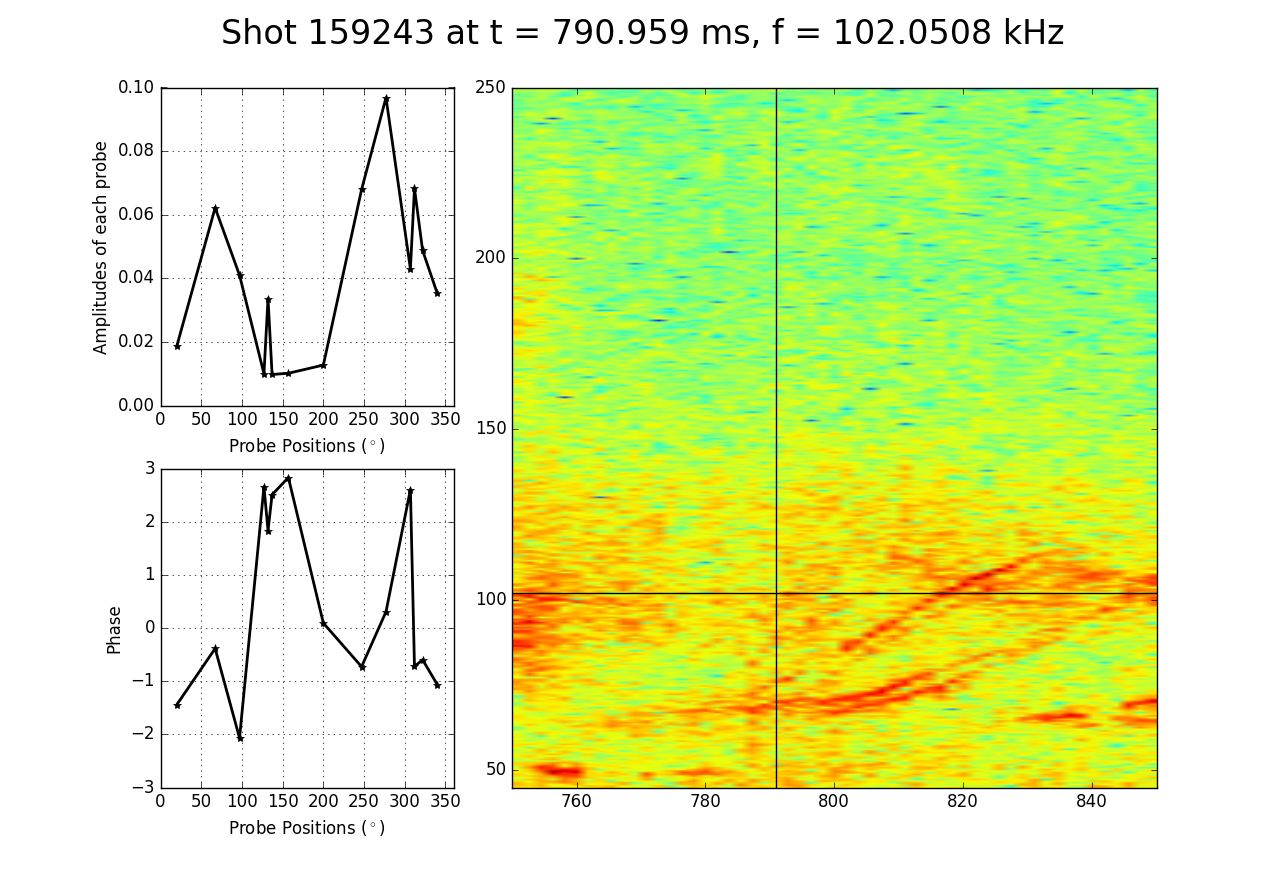 Shot 159243 at t = 790.959 ms, f = 102.0508 kHz
Amplitudes of each probe
0.10
0.08
0.06
0.04
0.02
0.00
0 50 100 150 200 250 300 350
Probe Positions (°)
Phase
3
2
1
0
−1
−2
−3
0 50 100 150 200 250 300 350
Probe Positions (°)
250
200
150
100
50
760 780 800 820 840